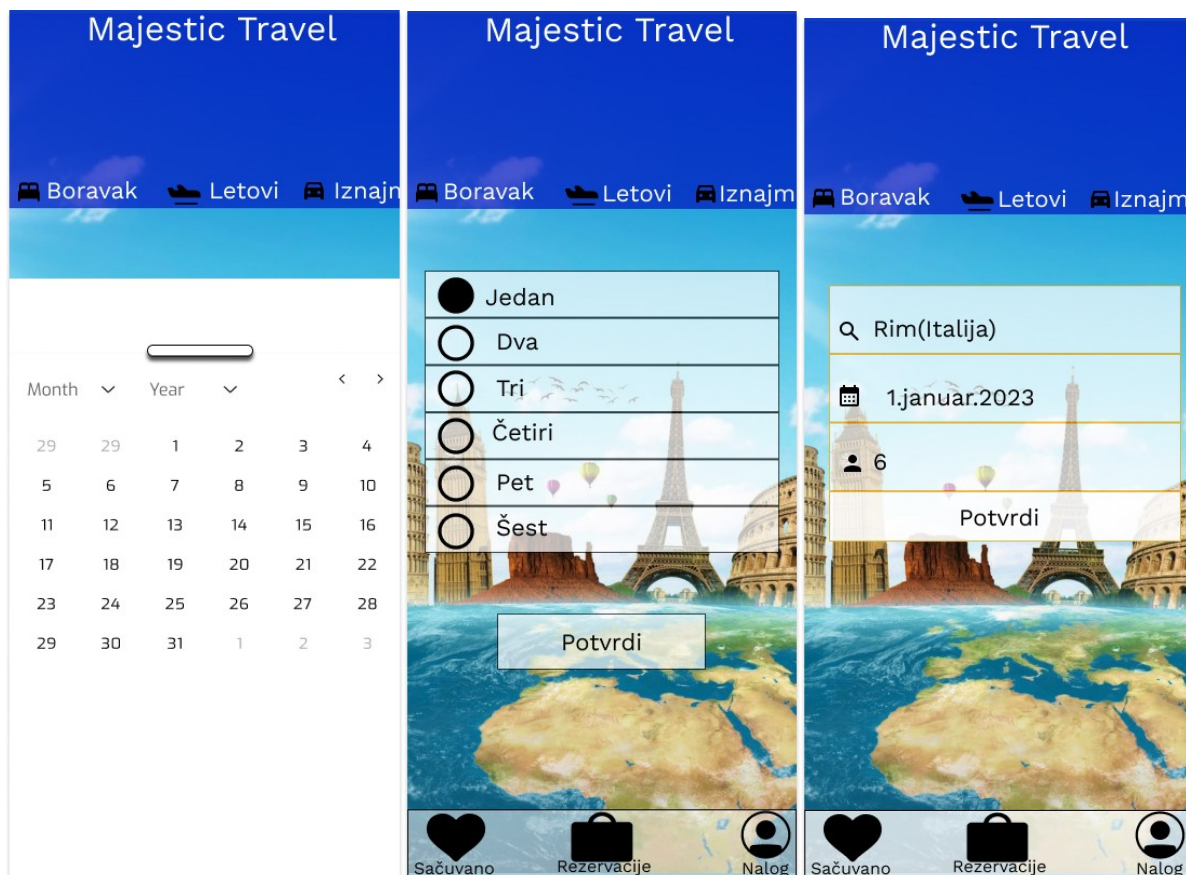 Majestic Travel
Boravak Letovi Iznajn
Month Year
29 29 1 2 3 4
5 6 7 8 9 10
11 12 13 14 15 16
17 18 19 20 21 22
23 24 25 26 27 28
29 30 31 1 2 3
Majestic Travel
Boravak Letovi Iznajm
Jedan
Dva
Tri
Četiri
Pet
Šest
Potvrdi
Sačuvano Rezervacije Nalog
Majestic Travel
Boravak Letovi Iznajm
Rim(Italija)
1.januar.2023
6
Potvrdi
Sačuvano Rezervacije Nalog